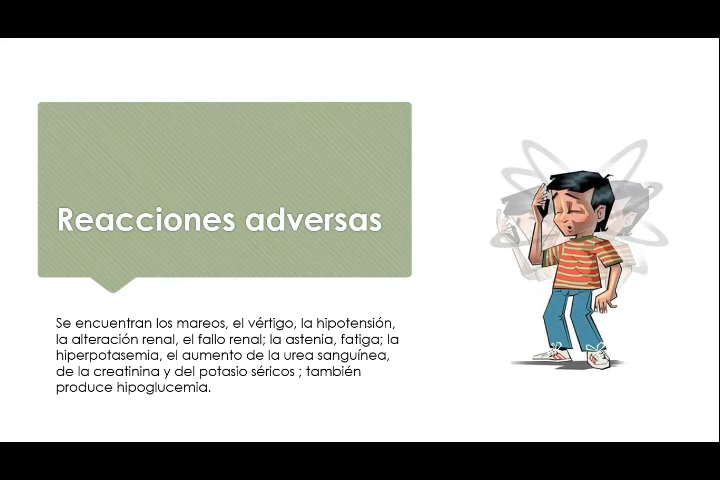 Reacciones adversas
Se encuentran los mareos, el vértigo, la hipotensión,
la alteración renal, el fallo renal; la astenia, fatiga; la
hiperpotasemia, el aumento de la urea sanguínea,
de la creatinina y del potasio séricos ; también
produce hipoglucemia.